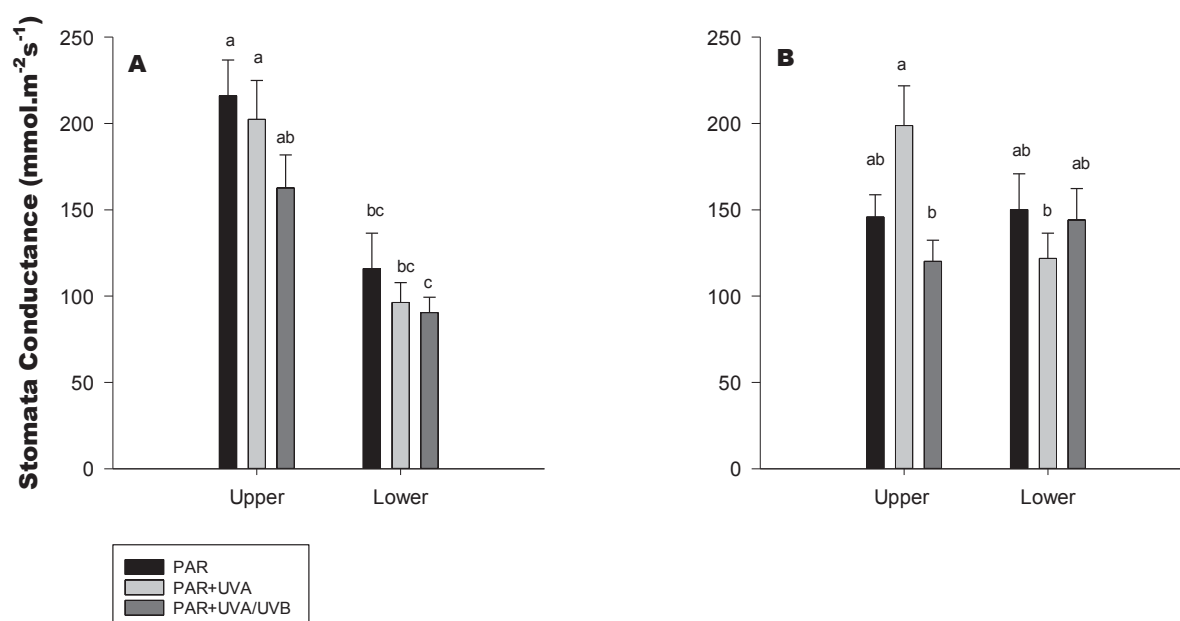 Stomata Conductance (mmol.m⁻²s⁻¹)
A
250
200
150
100
50
0
a
a
ab
bc
bc
c
Upper
Lower
B
250
200
150
100
50
0
ab
a
b
ab
b
ab
Upper
Lower
PAR
PAR+UVA
PAR+UVA/UVB